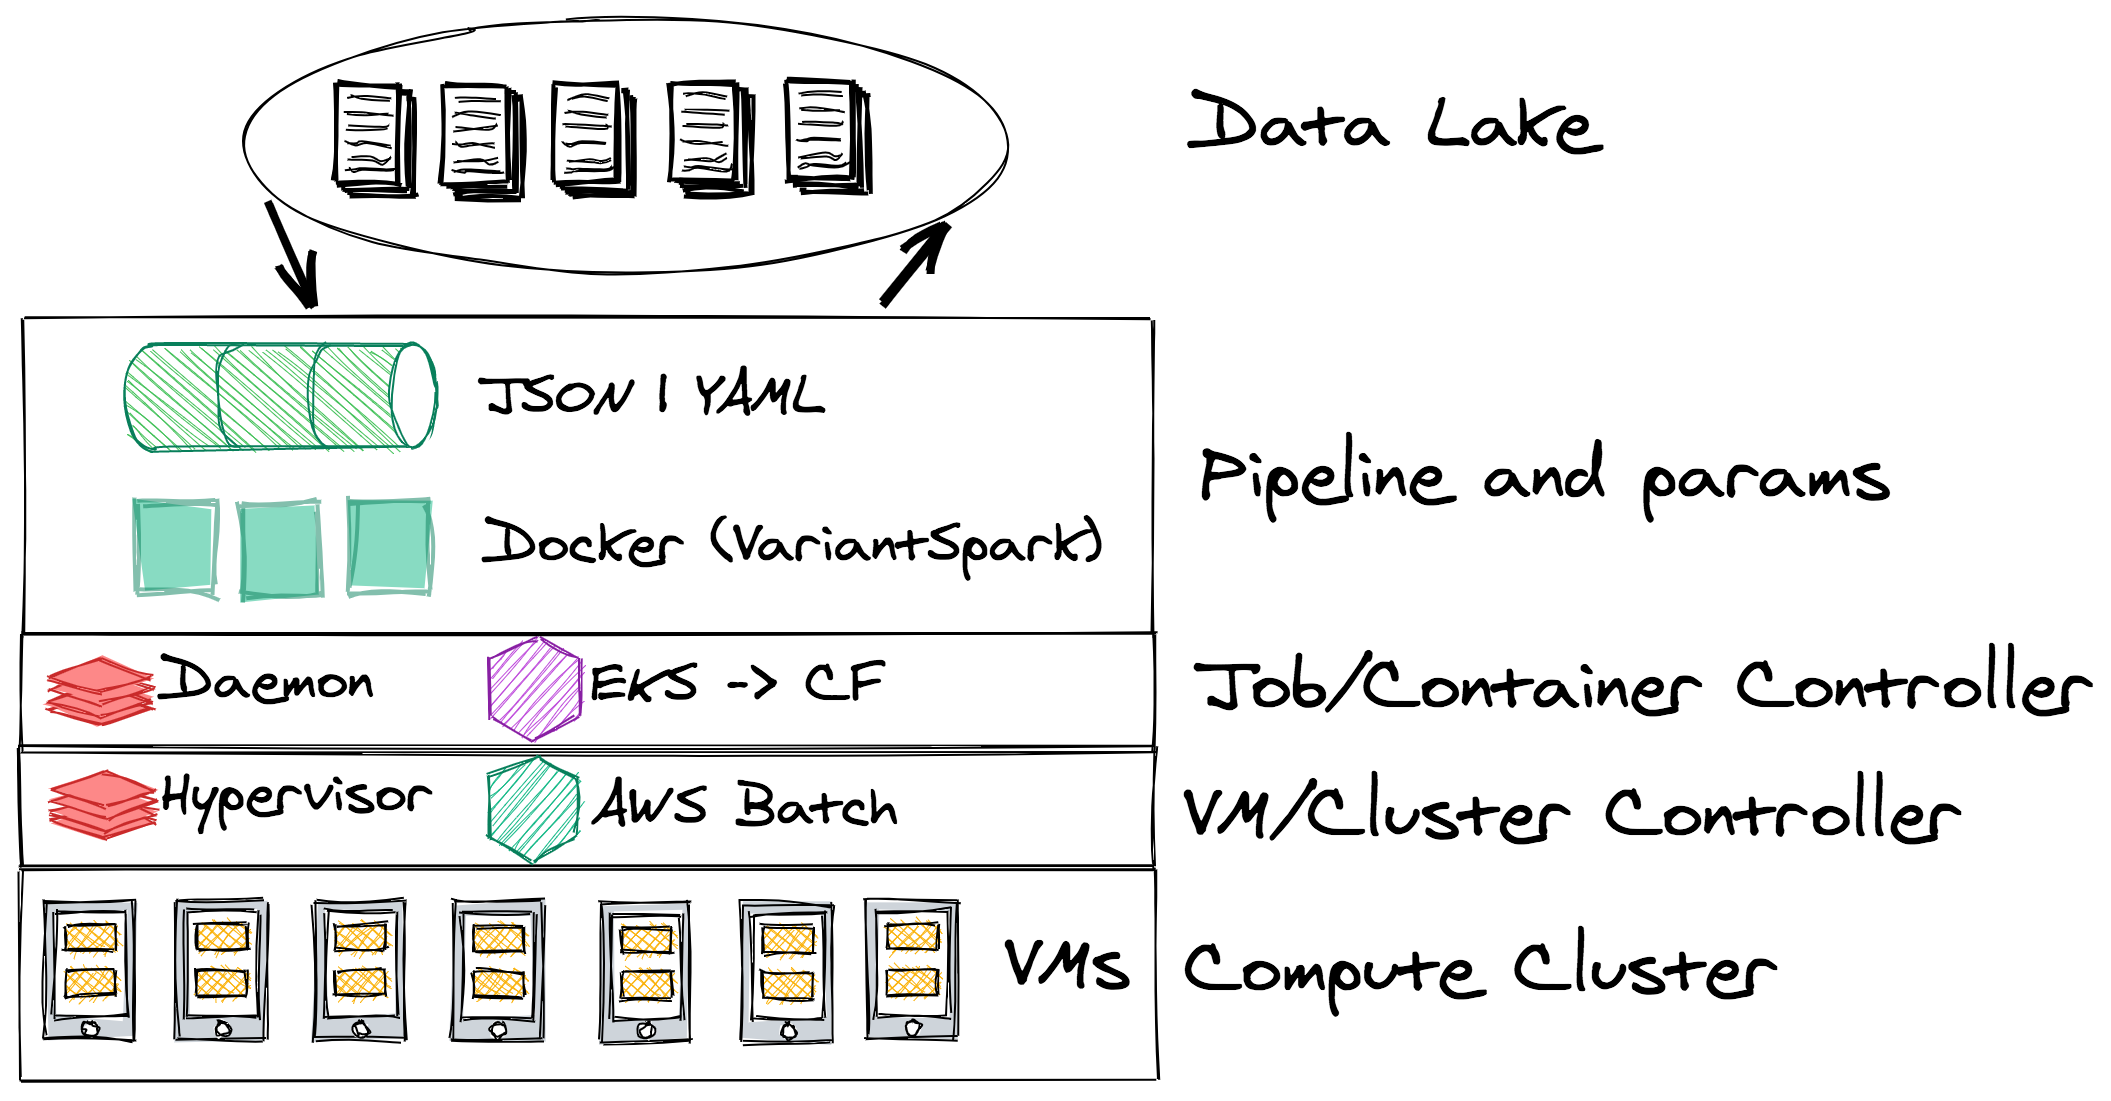 Data Lake
JSON | YAML
Docker (VariantSpark)
Pipeline and params
Daemon
EKS -> CF
Job/Container Controller
Hypervisor
AWS Batch
VM/Cluster Controller
VMs
Compute Cluster